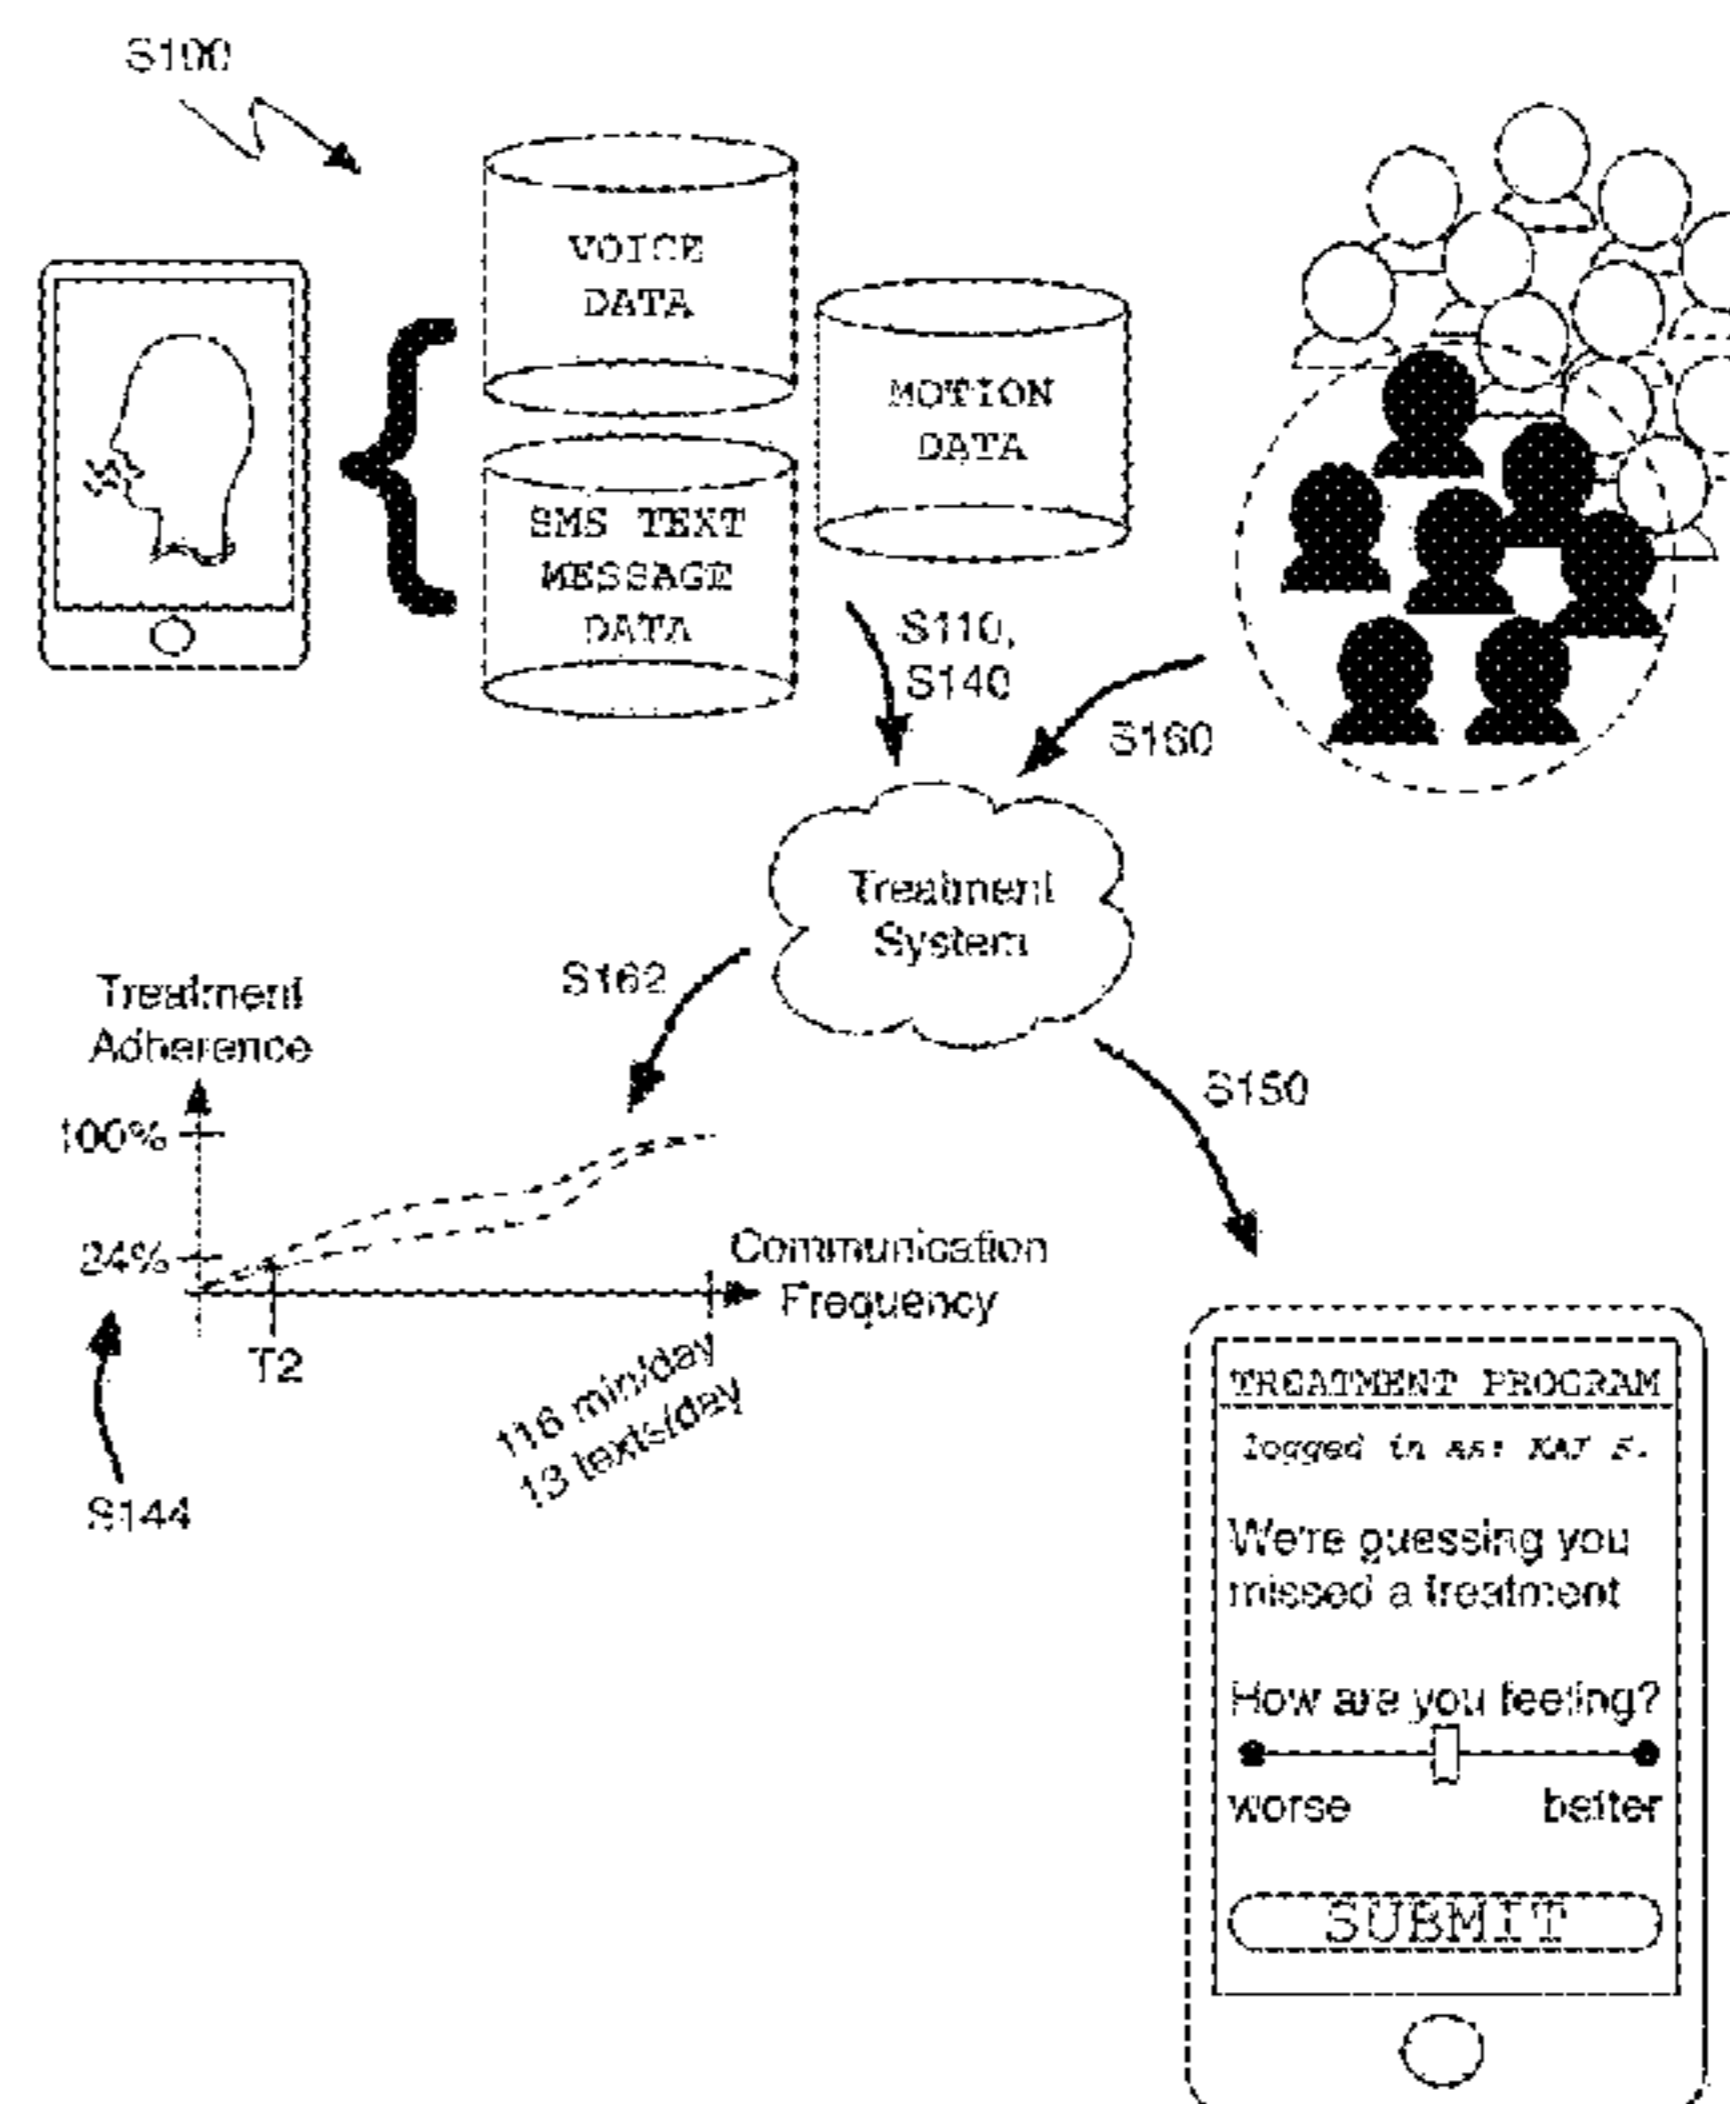 S100
VOICE
DATA
MOTION
DATA
SMS TEXT
MESSAGE
DATA
S110,
S140
S160
Treatment
System
S162
Treatment
Adherence
100%
24%
T2
Communication
Frequency
116 min/day
13 texts/day
S144
S150
TREATMENT PROGRAM
logged in as:
We're guessing you
missed a treatment
How are you feeling?
worse better
SUBMIT